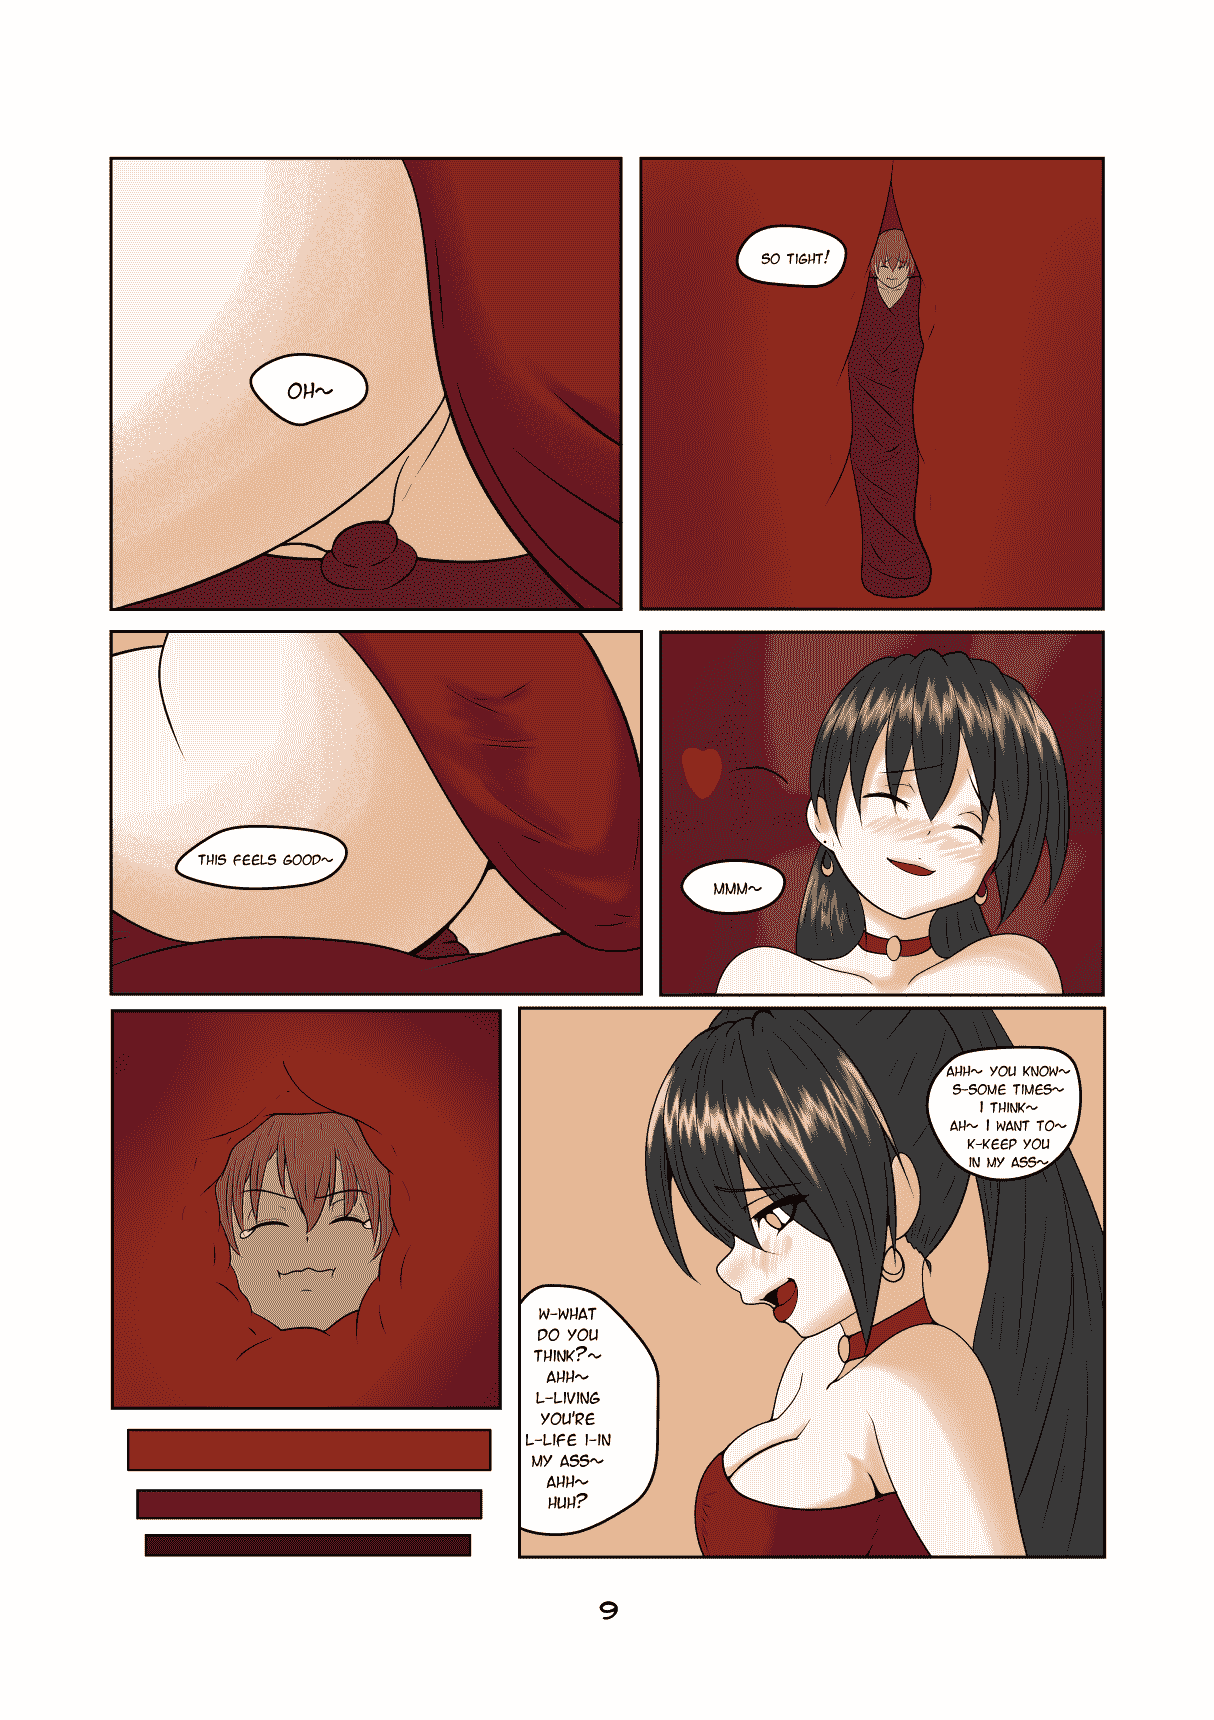 OH~
SO TIGHT!
THIS FEELS GOOD~
MMM~
AHH~ YOU KNOW~
S-SOME TIMES~
I THINK~
AH~ I WANT TO~
K-KEEP YOU
IN MY ASS~
W-WHAT
DO YOU
THINK?~
AHH~
L-LIVING
YOU'RE
L-LIFE I-IN
MY ASS~
AHH~
HUH?
9